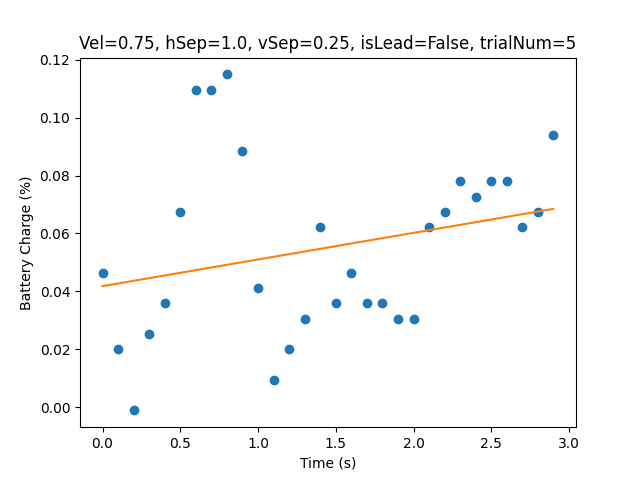 Vel=0.75, hSep=1.0, vSep=0.25, isLead=False, trialNum=5
0.12
0.10
0.08
0.06
0.04
0.02
0.00
Battery Charge (%)
0.0 0.5 1.0 1.5 2.0 2.5 3.0
Time (s)